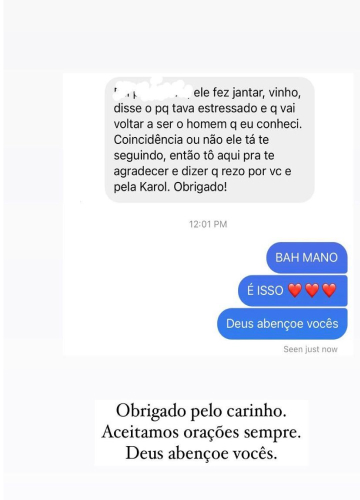 ele fez jantar, vinho,
disse o pq tava estressado e q vai
voltar a ser o homem q eu conheci.
Coincidência ou não ele tá te
seguindo, então tô aqui pra te
agradecer e dizer q rezo por vc e
pela Karol. Obrigado!
12:01 PM
BAH MANO
É ISSO ❤️❤️❤️
Deus abençoe vocês
Seen just now
Obrigado pelo carinho.
Aceitamos orações sempre.
Deus abençoe vocês.